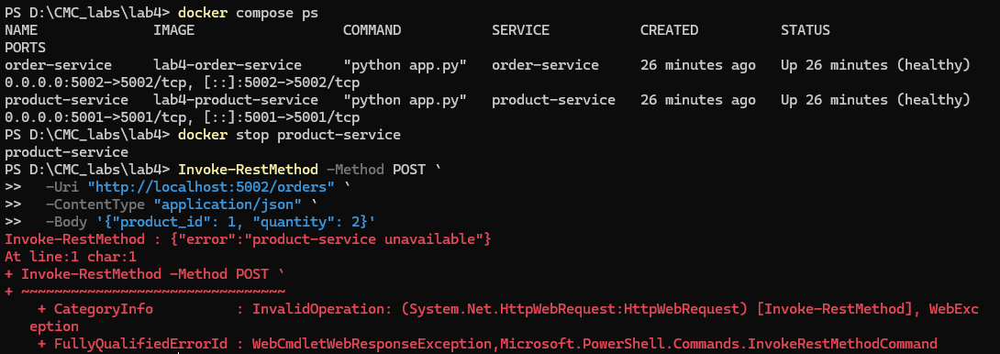 PS D:\CMC_labs\lab4> docker compose ps
NAME              IMAGE                  COMMAND           SERVICE           CREATED          STATUS
PORTS
order-service     lab4-order-service     "python app.py"   order-service     26 minutes ago   Up 26 minutes (healthy)
0.0.0.0:5002->5002/tcp, [::]:5002->5002/tcp
product-service   lab4-product-service   "python app.py"   product-service   26 minutes ago   Up 26 minutes (healthy)
0.0.0.0:5001->5001/tcp, [::]:5001->5001/tcp
PS D:\CMC_labs\lab4> docker stop product-service
product-service
PS D:\CMC_labs\lab4> Invoke-RestMethod -Method POST `
>>   -Uri "http://localhost:5002/orders" `
>>   -ContentType "application/json" `
>>   -Body '{"product_id": 1, "quantity": 2}'
Invoke-RestMethod : {"error":"product-service unavailable"}
At line:1 char:1
+ Invoke-RestMethod -Method POST `
+ ~~~~~~~~~~~~~~~~~~~~~~~~~~~~~~~~
    + CategoryInfo          : InvalidOperation: (System.Net.HttpWebRequest:HttpWebRequest) [Invoke-RestMethod], WebExc
   eption
    + FullyQualifiedErrorId : WebCmdletWebResponseException,Microsoft.PowerShell.Commands.InvokeRestMethodCommand